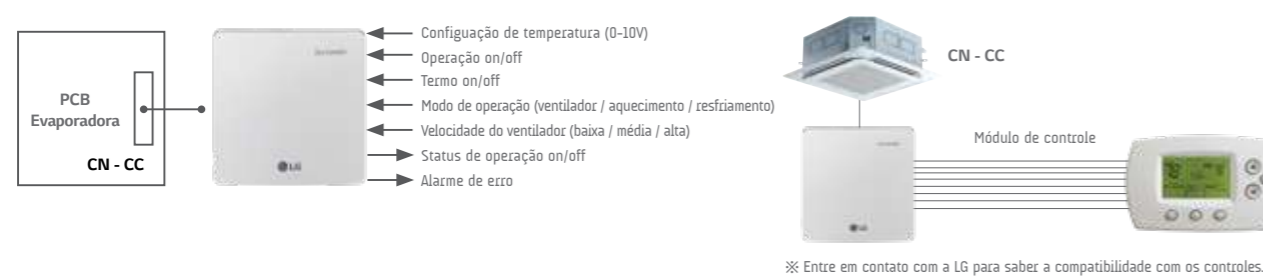 PCB
Evaporadora
CN - CC
LG
Configuação de temperatura (0-10V)
Operação on/off
Termo on/off
Modo de operação (ventilador / aquecimento / resfriamento)
Velocidade do ventilador (baixa / média / alta)
Status de operação on/off
Alarme de erro
CN - CC
Módulo de controle
LG
※ Entre em contato com a LG para saber a compatibilidade com os controles.